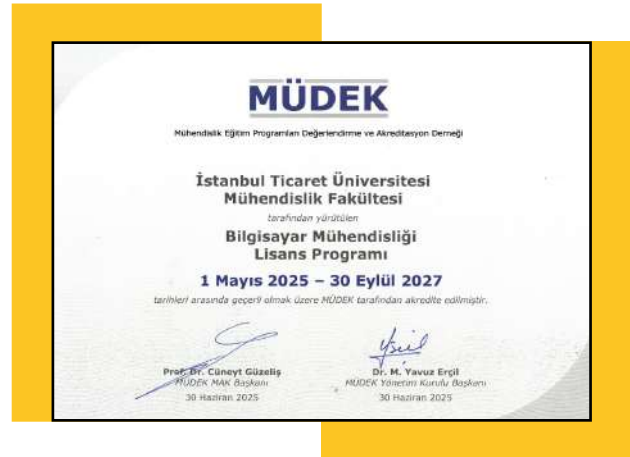 MÜDEK
Mühendislik Eğitim Programları Değerlendirme ve Akreditasyon Derneği
İstanbul Ticaret Üniversitesi
Mühendislik Fakültesi
tarafından yürütülen
Bilgisayar Mühendisliği
Lisans Programı
1 Mayıs 2025 – 30 Eylül 2027
tarihleri arasında geçerli olmak üzere MÜDEK tarafından akredite edilmiştir.
Prof. Dr. Cüneyt Güzeliş
MÜDEK MAK Başkanı
30 Haziran 2025
Dr. M. Yavuz Erçil
MÜDEK Yönetim Kurulu Başkanı
30 Haziran 2025